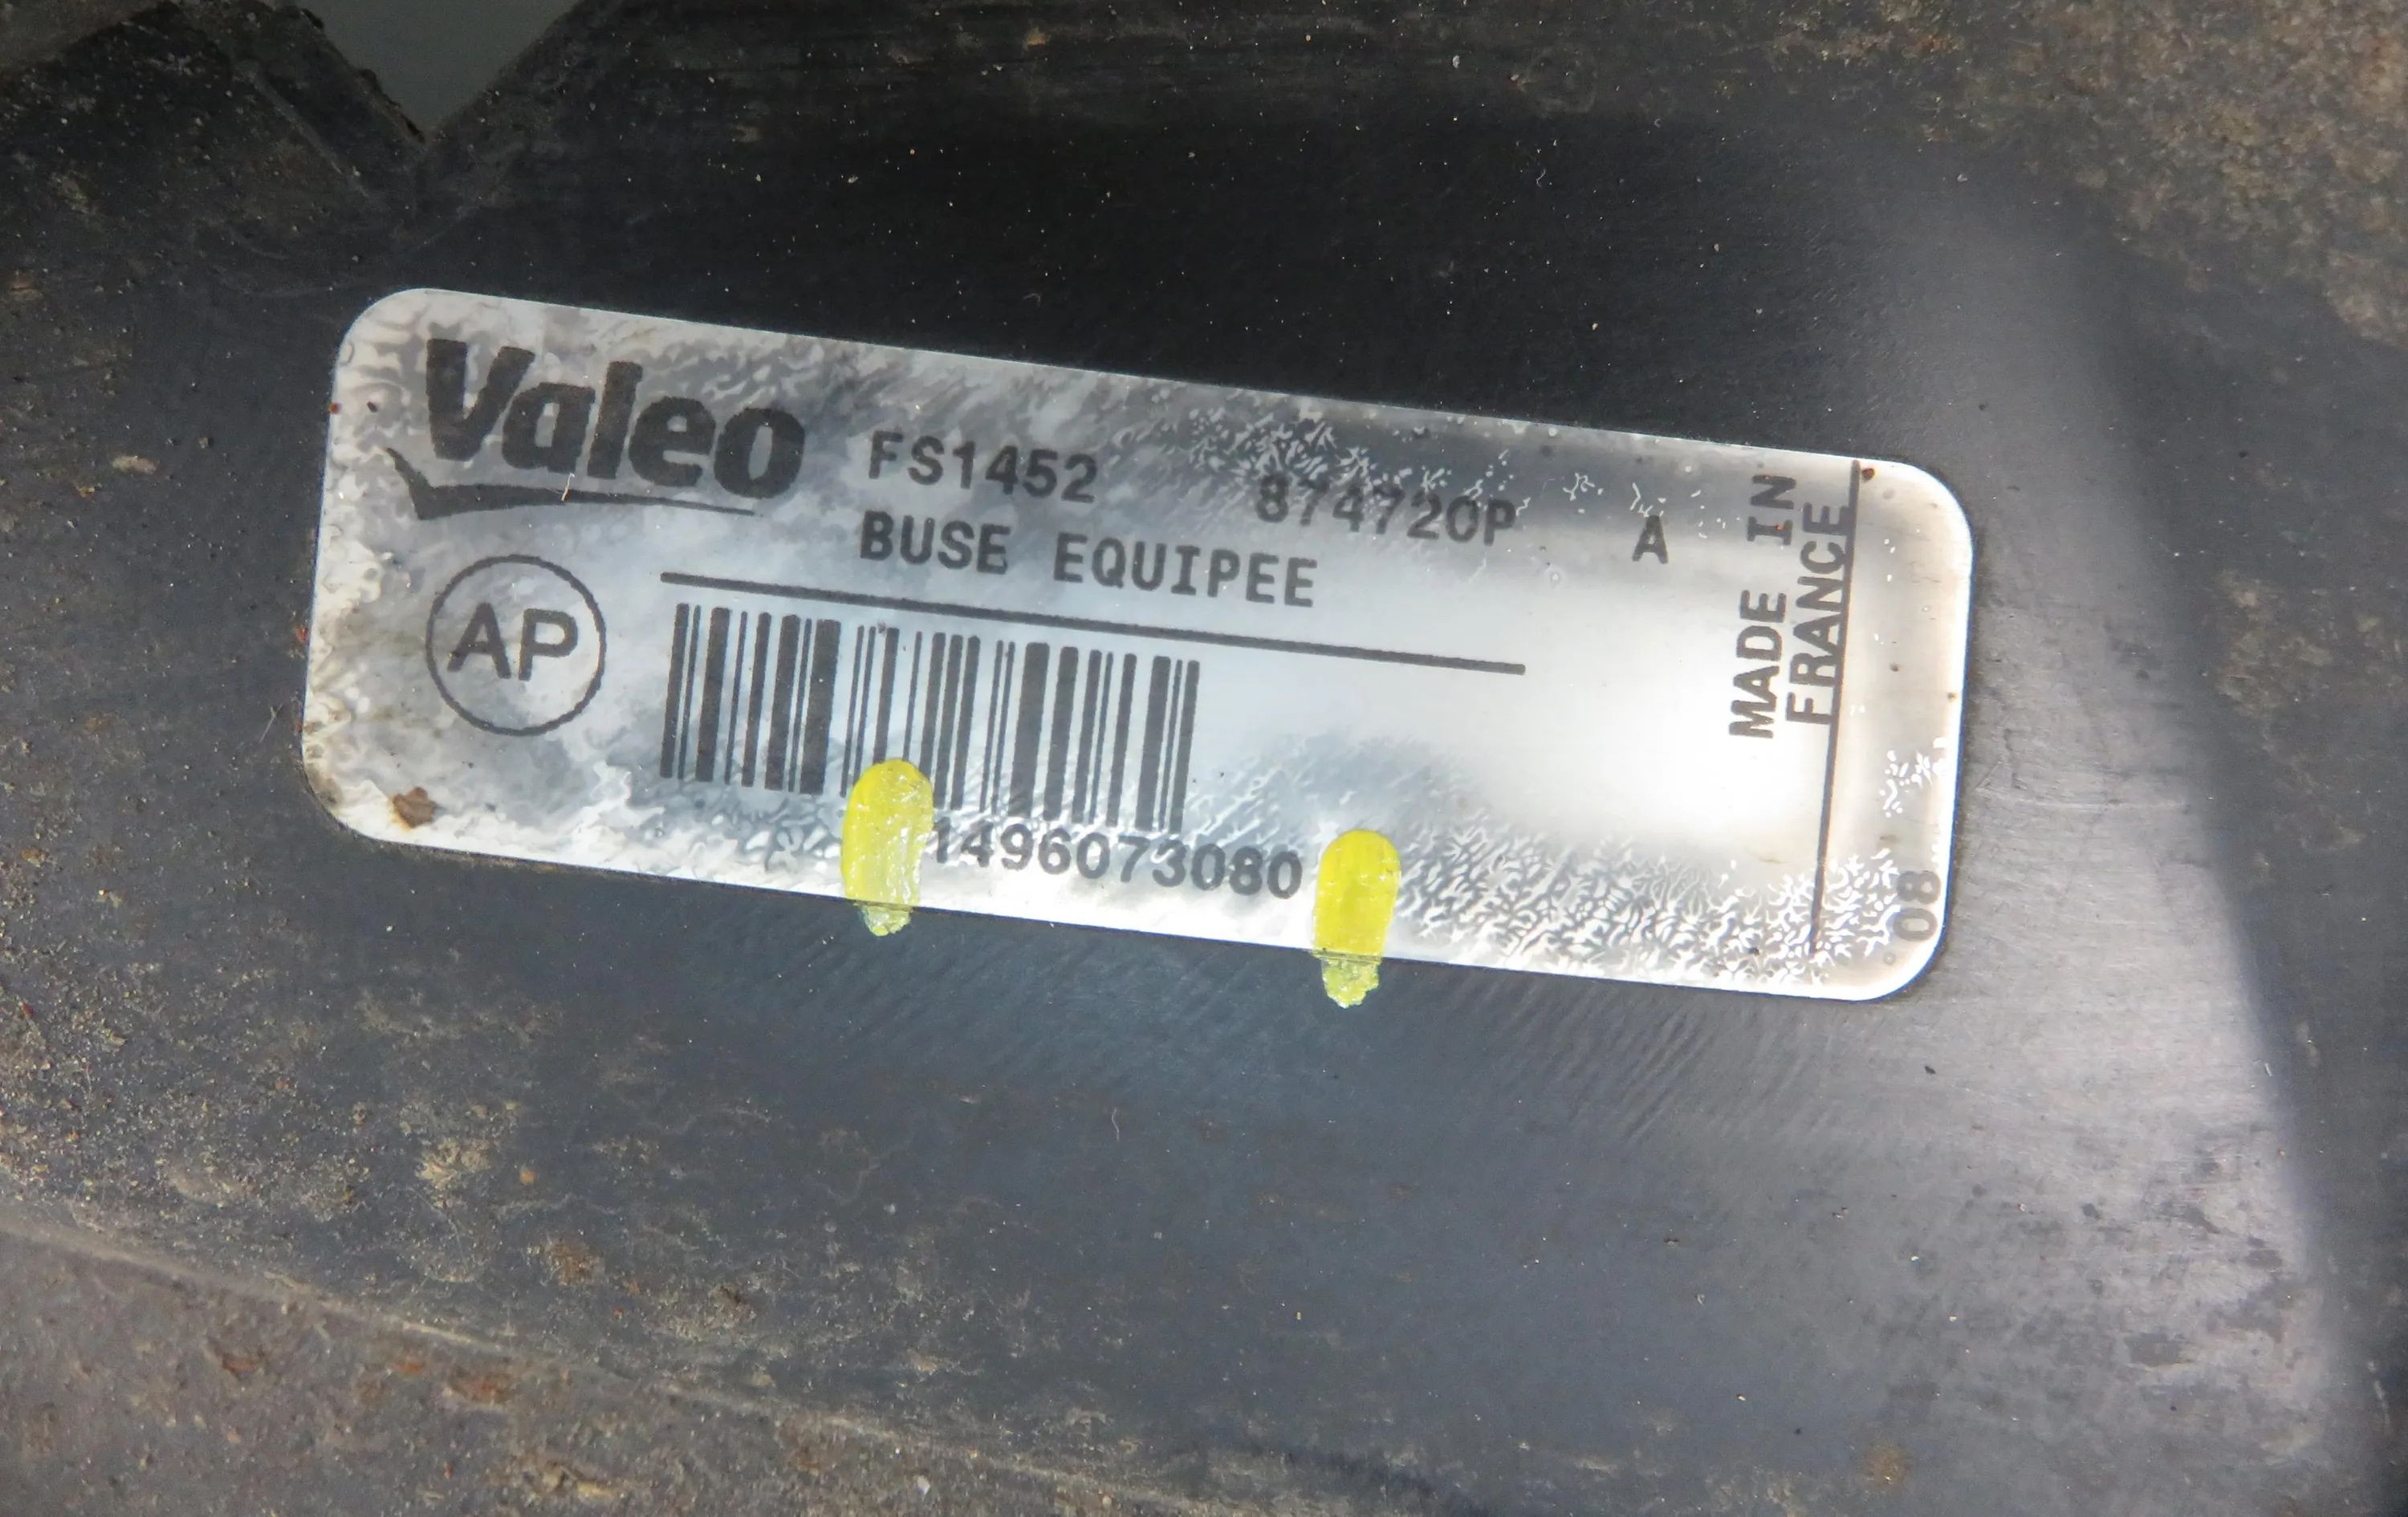 Valeo
FS1452 874720P A
BUSE EQUIPEE
AP
1496073080
MADE IN
FRANCE
08